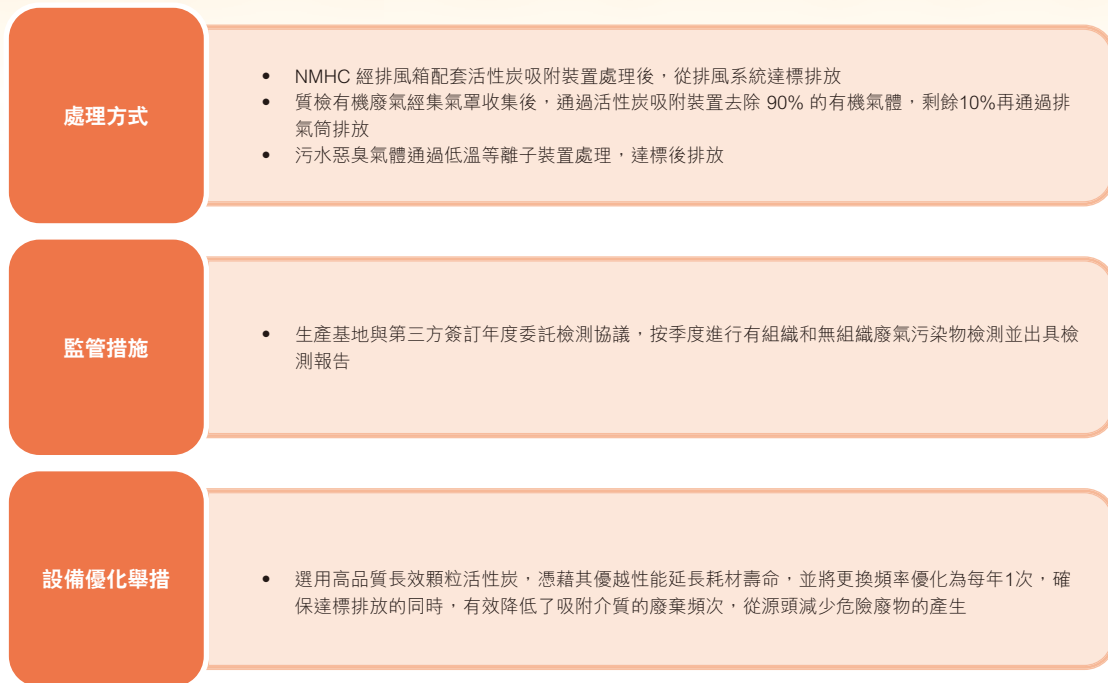 處理方式
• NMHC 經排風箱配套活性炭吸附裝置處理後，從排風系統達標排放
• 質檢有機廢氣經集氣罩收集後，通過活性炭吸附裝置去除 90% 的有機氣體，剩餘10%再通過排
氣筒排放
• 污水惡臭氣體通過低溫等離子裝置處理，達標後排放
監管措施
• 生產基地與第三方簽訂年度委託檢測協議，按季度進行有組織和無組織廢氣污染物檢測並出具檢
測報告
設備優化舉措
• 選用高品質長效顆粒活性炭，憑藉其優越性能延長耗材壽命，並將更換頻率優化為每年1次，確
保達標排放的同時，有效降低了吸附介質的廢棄頻次，從源頭減少危險廢物的產生